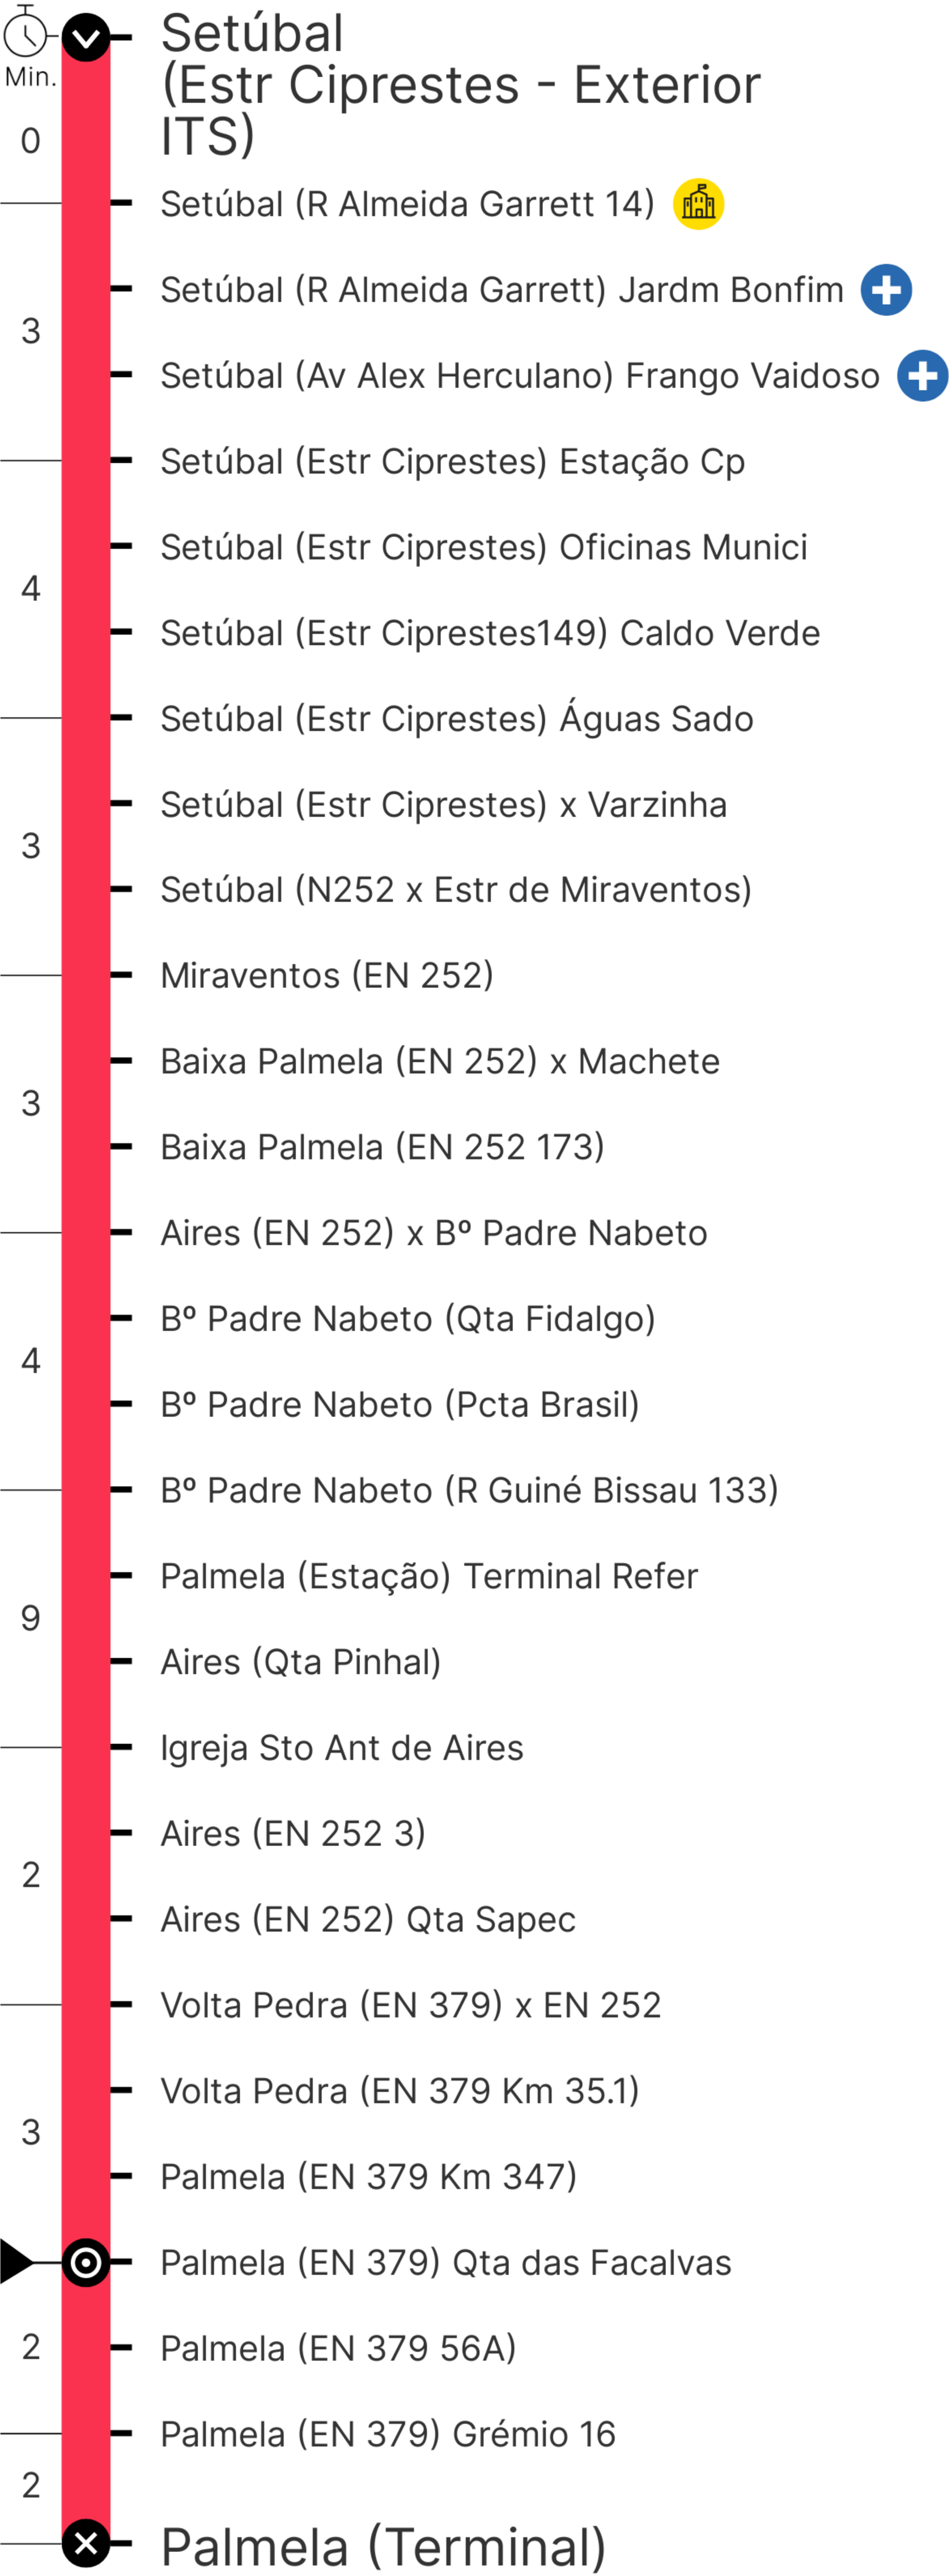 Setúbal
(Estr Ciprestes - Exterior
ITS)
Min.
0
Setúbal (R Almeida Garrett 14)
Setúbal (R Almeida Garrett) Jardm Bonfim
3
Setúbal (Av Alex Herculano) Frango Vaidoso
Setúbal (Estr Ciprestes) Estação Cp
Setúbal (Estr Ciprestes) Oficinas Munici
4
Setúbal (Estr Ciprestes149) Caldo Verde
Setúbal (Estr Ciprestes) Águas Sado
Setúbal (Estr Ciprestes) x Varzinha
3
Setúbal (N252 x Estr de Miraventos)
Miraventos (EN 252)
Baixa Palmela (EN 252) x Machete
3
Baixa Palmela (EN 252 173)
Aires (EN 252) x Bº Padre Nabeto
Bº Padre Nabeto (Qta Fidalgo)
4
Bº Padre Nabeto (Pcta Brasil)
Bº Padre Nabeto (R Guiné Bissau 133)
Palmela (Estação) Terminal Refer
9
Aires (Qta Pinhal)
Igreja Sto Ant de Aires
Aires (EN 252 3)
2
Aires (EN 252) Qta Sapec
Volta Pedra (EN 379) x EN 252
Volta Pedra (EN 379 Km 35.1)
3
Palmela (EN 379 Km 347)
Palmela (EN 379) Qta das Facalvas
2
Palmela (EN 379 56A)
Palmela (EN 379) Grémio 16
2
Palmela (Terminal)